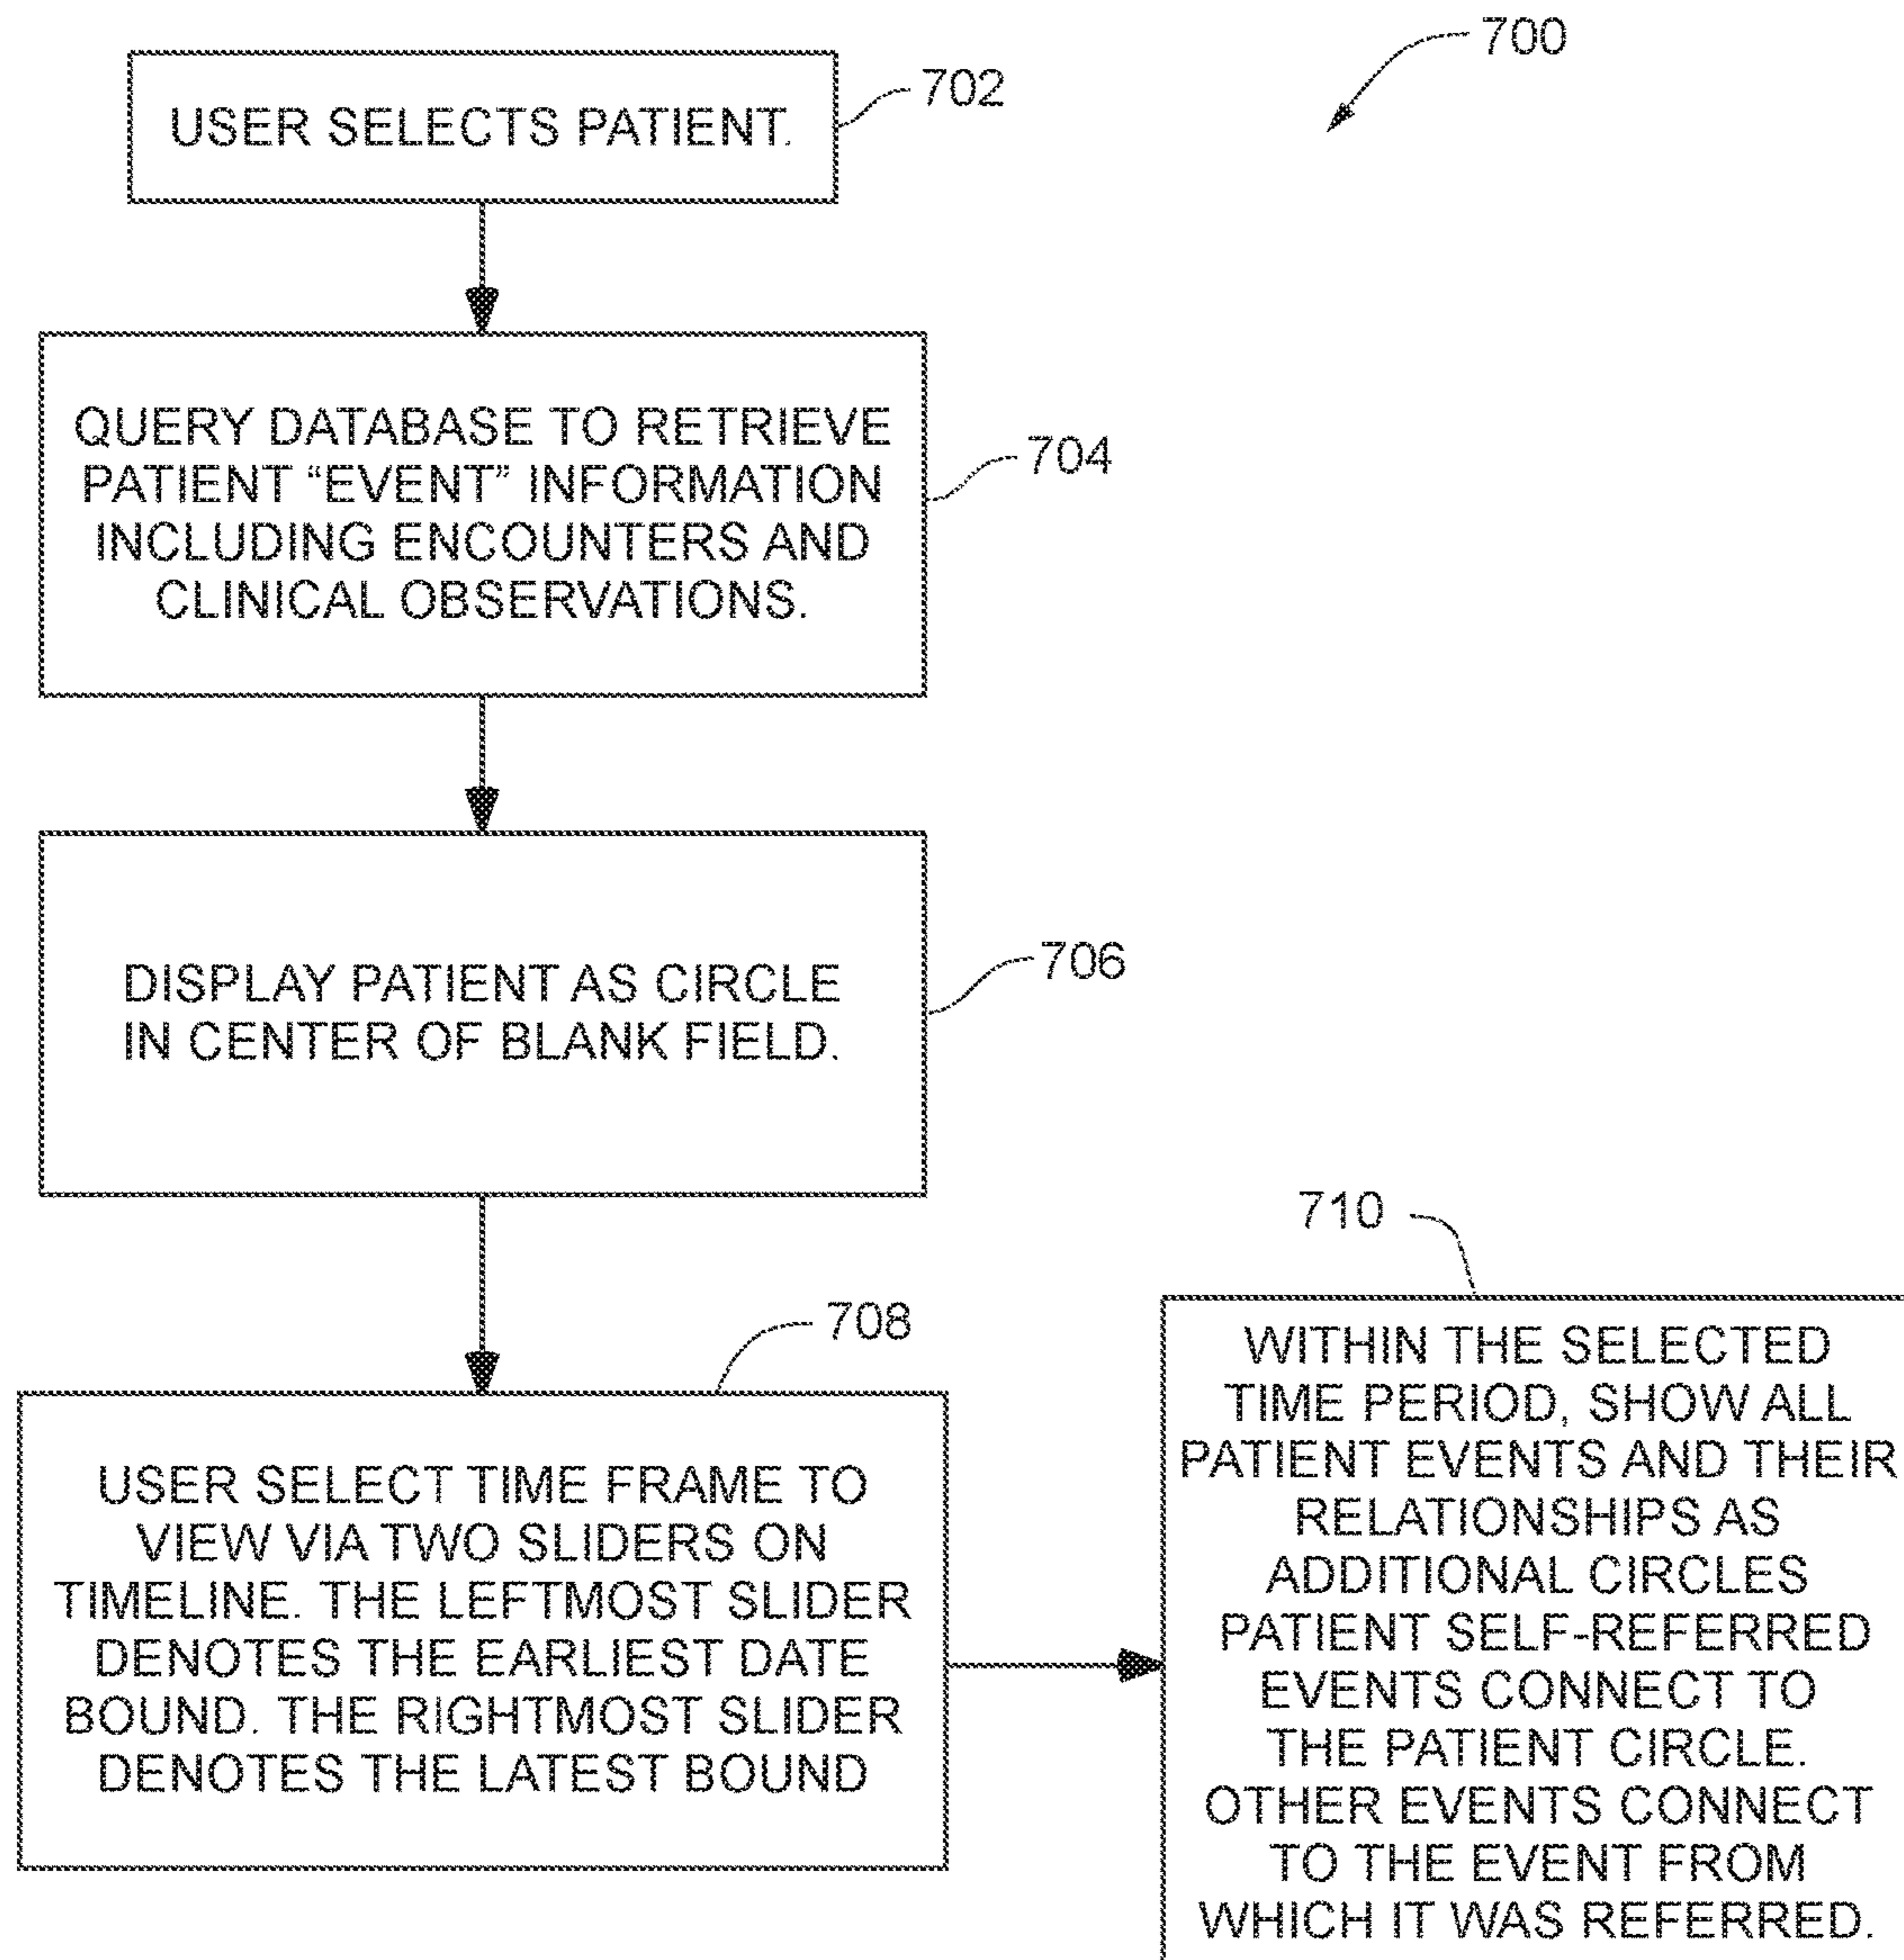 700
USER SELECTS PATIENT.
702
QUERY DATABASE TO RETRIEVE
PATIENT “EVENT” INFORMATION
INCLUDING ENCOUNTERS AND
CLINICAL OBSERVATIONS.
704
DISPLAY PATIENT AS CIRCLE
IN CENTER OF BLANK FIELD.
706
708
USER SELECT TIME FRAME TO
VIEW VIA TWO SLIDERS ON
TIMELINE. THE LEFTMOST SLIDER
DENOTES THE EARLIEST DATE
BOUND. THE RIGHTMOST SLIDER
DENOTES THE LATEST BOUND
710
WITHIN THE SELECTED
TIME PERIOD, SHOW ALL
PATIENT EVENTS AND THEIR
RELATIONSHIPS AS
ADDITIONAL CIRCLES
PATIENT SELF-REFERRED
EVENTS CONNECT TO
THE PATIENT CIRCLE.
OTHER EVENTS CONNECT
TO THE EVENT FROM
WHICH IT WAS REFERRED.